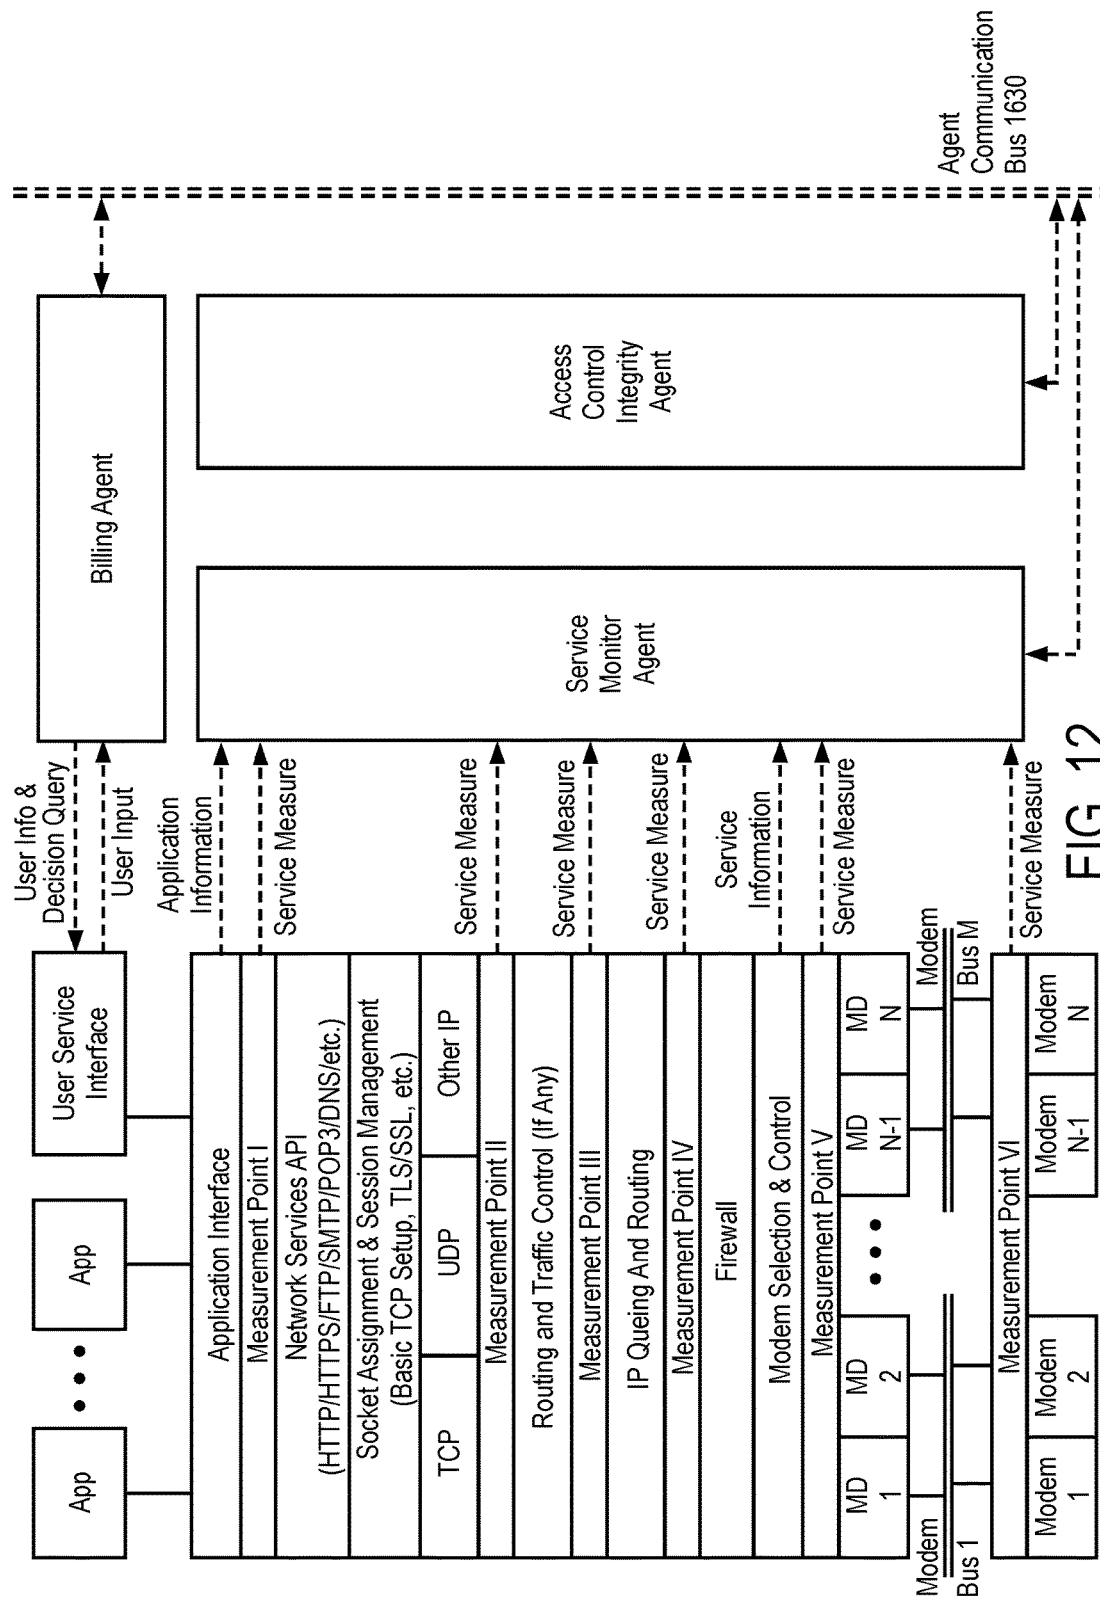 App
App
User Service
Interface
User Info &
Decision Query
User Input
Billing Agent
Application Interface
Measurement Point I
Network Services API
(HTTP/HTTPS/FTP/SMTP/POP3/DNS/etc.)
Socket Assignment & Session Management
(Basic TCP Setup, TLS/SSL, etc.)
TCP
UDP
Other IP
Measurement Point II
Routing and Traffic Control (If Any)
Measurement Point III
IP Queing And Routing
Measurement Point IV
Firewall
Modem Selection & Control
Measurement Point V
MD
1
MD
2
MD
N-1
MD
N
Modem
Bus 1
Modem
Bus M
Measurement Point VI
Modem
1
Modem
2
Modem
N-1
Modem
N
Application
Information
Service Measure
Service Measure
Service Measure
Service Measure
Service
Information
Service Measure
Service Measure
Service
Monitor
Agent
Access
Control
Integrity
Agent
Agent
Communication
Bus 1630
FIG. 12